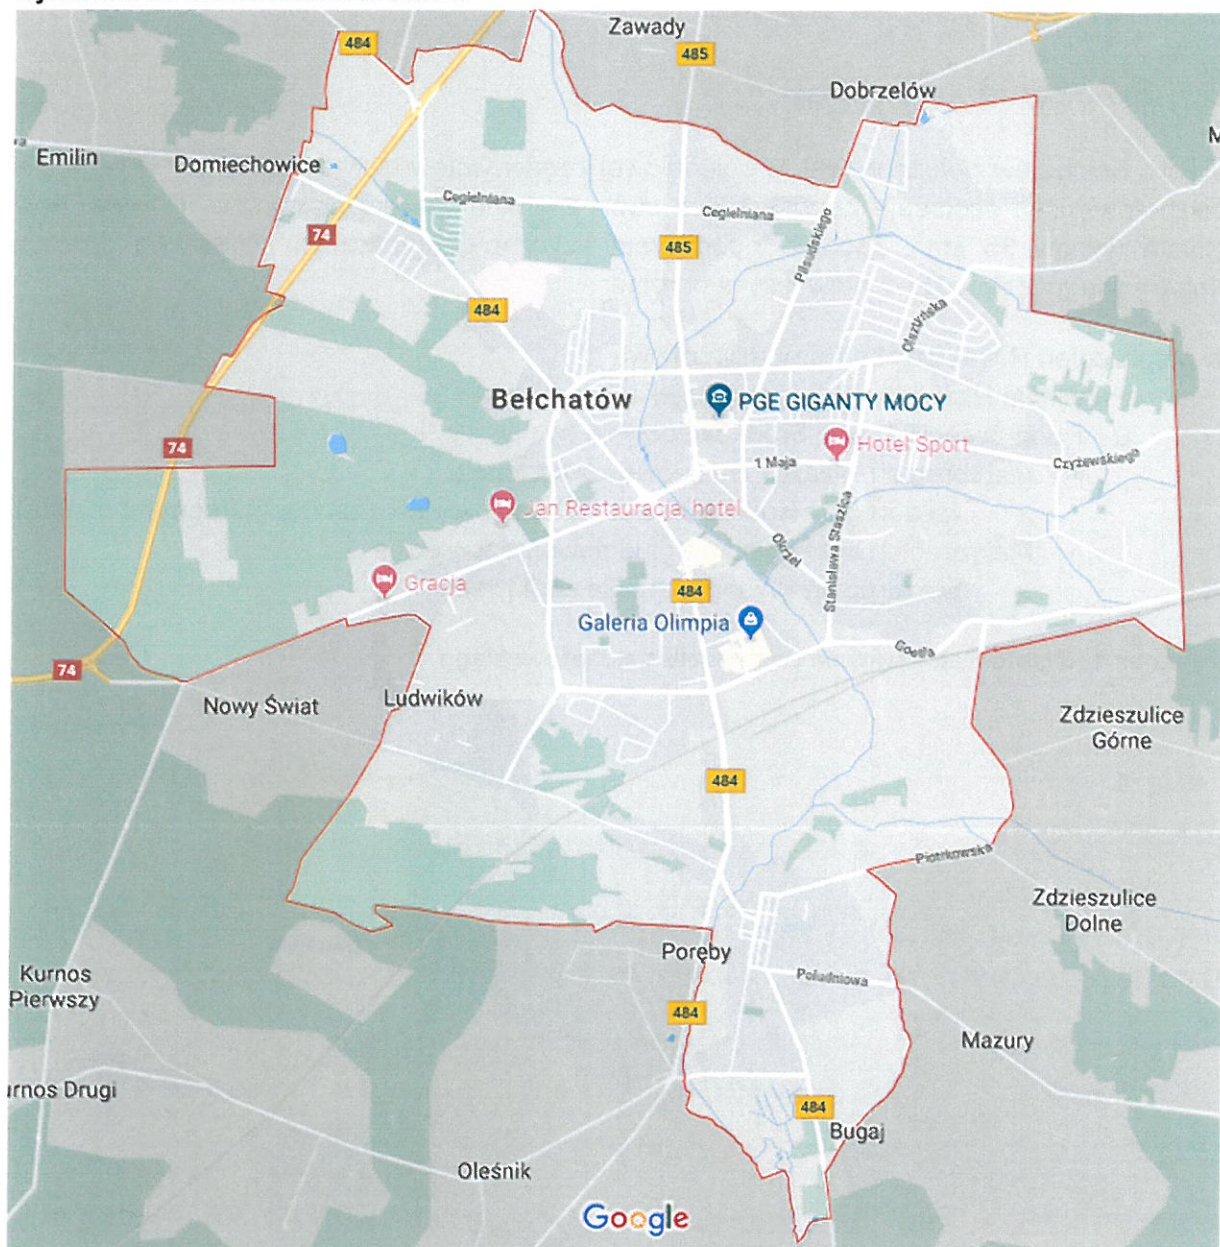 Zawady
484
485
Dobrzelów
Emilin
Domiechowice
Cegielniana
Cegielniana
Piłsudskiego
74
485
484
Olsztyńska
Bełchatów
PGE GIGANTY MOCY
74
Hotel Sport
1 Maja
Czyżewskiego
Jan Restauracja, hotel
Stanisława Staszica
Okrzei
Gracja
484
Galeria Olimpia
74
Nowy Świat
Ludwików
Zdzieszulice
Górne
484
Piotrkowska
Zdzieszulice
Dolne
Poręby
Kurnos
Pierwszy
Południowa
484
Mazury
urnos Drugi
484
Bugaj
Oleśnik
Google